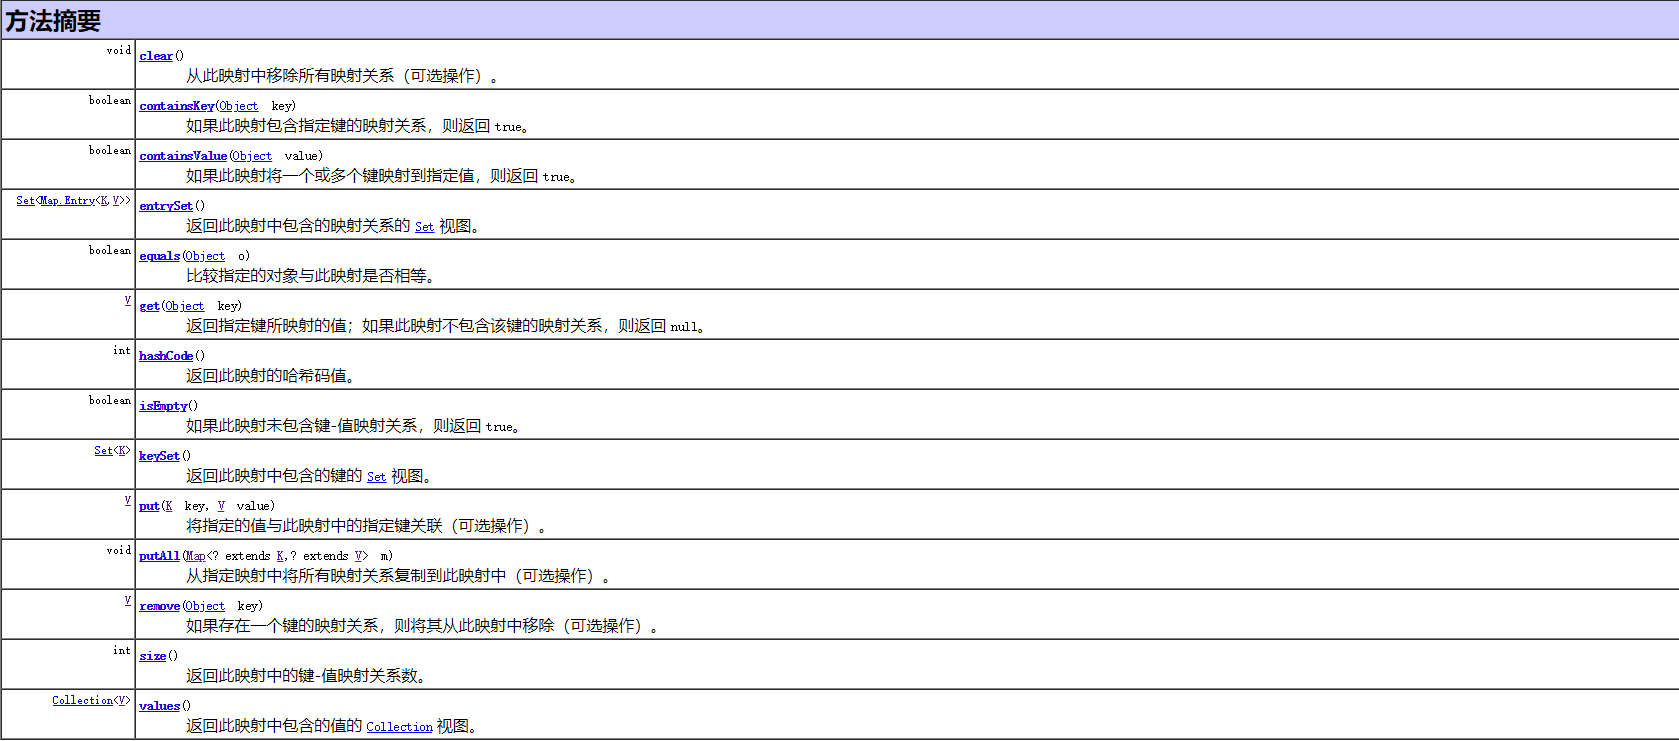 方法摘要
void
clear()
从此映射中移除所有映射关系（可选操作）。
boolean
containsKey(Object key)
如果此映射包含指定键的映射关系，则返回 true。
boolean
containsValue(Object value)
如果此映射将一个或多个键映射到指定值，则返回 true。
Set<Map.Entry<K,V>>
entrySet()
返回此映射中包含的映射关系的 Set 视图。
boolean
equals(Object o)
比较指定的对象与此映射是否相等。
V
get(Object key)
返回指定键所映射的值；如果此映射不包含该键的映射关系，则返回 null。
int
hashCode()
返回此映射的哈希码值。
boolean
isEmpty()
如果此映射未包含键-值映射关系，则返回 true。
Set<K>
keySet()
返回此映射中包含的键的 Set 视图。
V
put(K key, V value)
将指定的值与此映射中的指定键关联（可选操作）。
void
putAll(Map<? extends K,? extends V> m)
从指定映射中将所有映射关系复制到此映射中（可选操作）。
V
remove(Object key)
如果存在一个键的映射关系，则将其从此映射中移除（可选操作）。
int
size()
返回此映射中的键-值映射关系数。
Collection<V>
values()
返回此映射中包含的值的 Collection 视图。